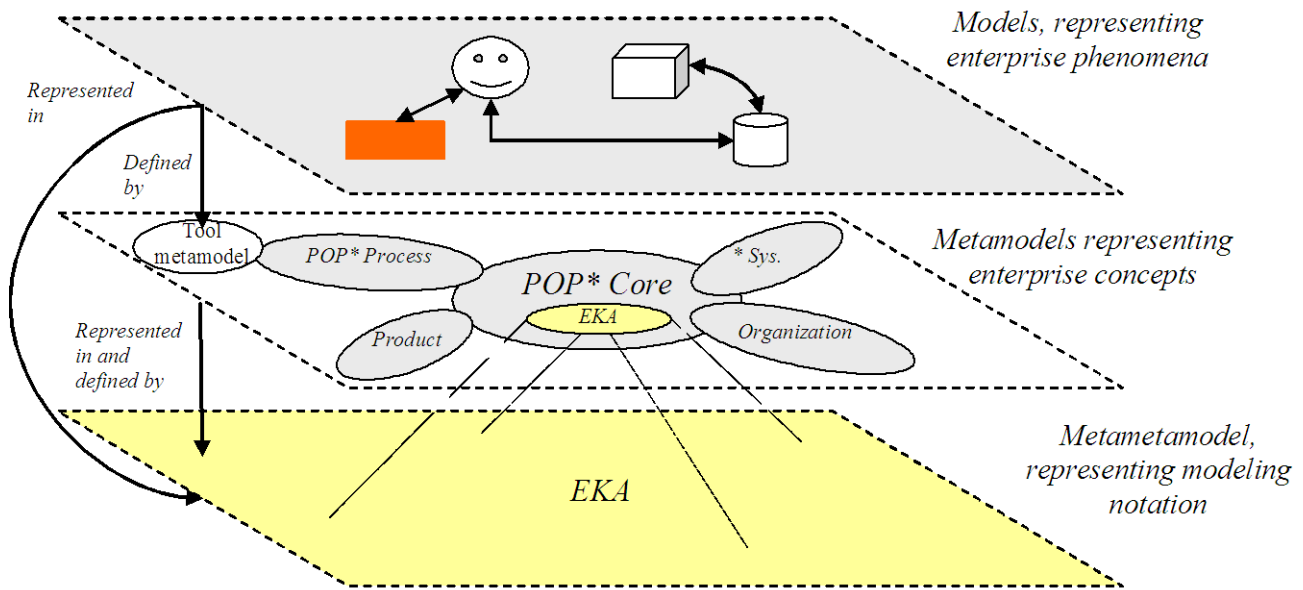 Models, representing
enterprise phenomena
Represented
in
Defined
by
Tool
metamodel
POP* Process
POP* Core
* Sys.
EKA
Product
Organization
Metamodels representing
enterprise concepts
Represented
in and
defined by
EKA
Metametamodel,
representing modeling
notation